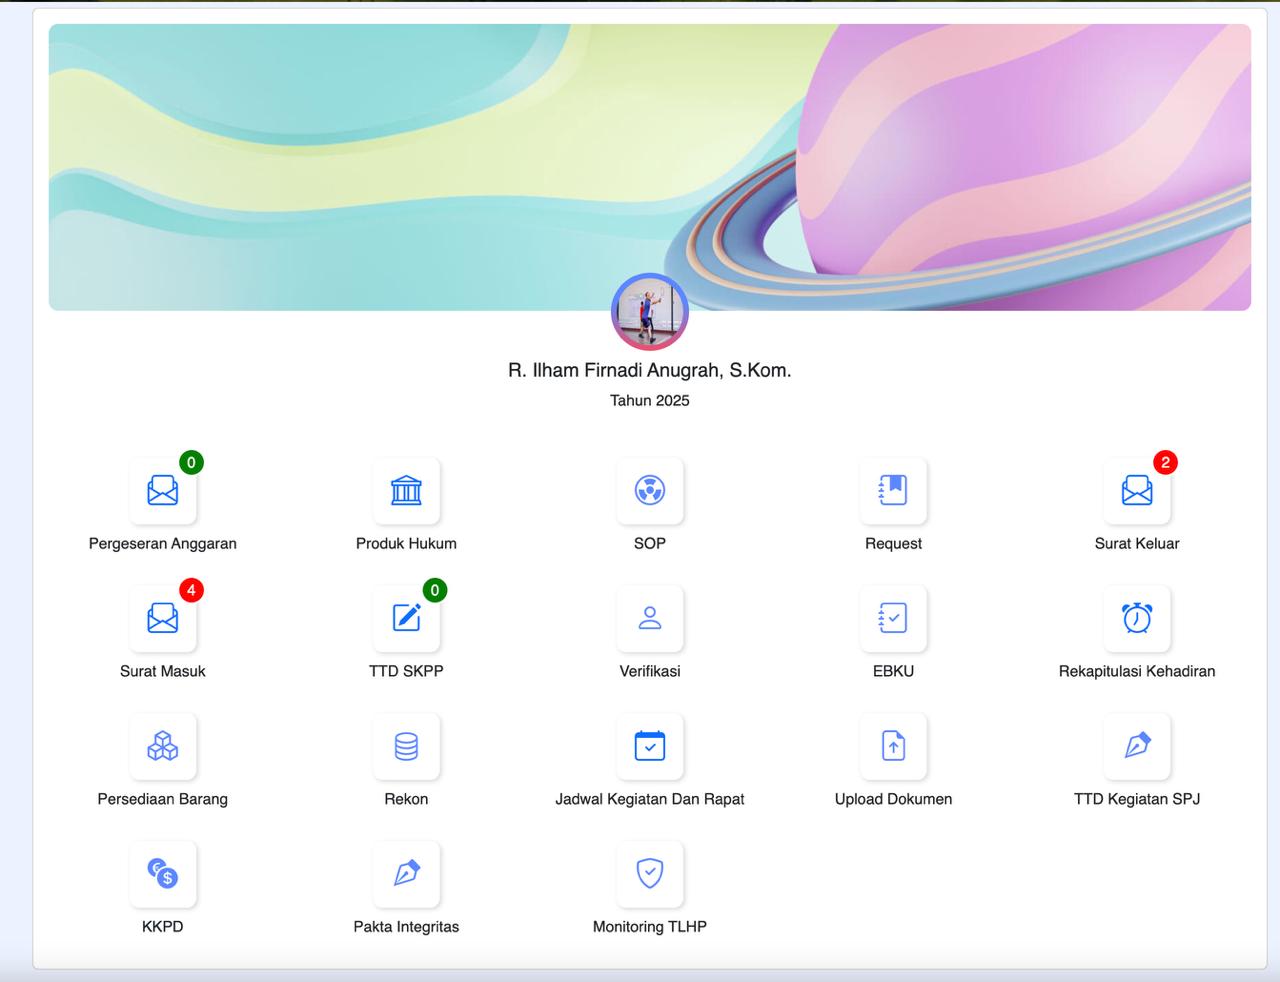 R. Ilham Firnadi Anugrah, S.Kom.
Tahun 2025
0
Pergeseran Anggaran
Produk Hukum
SOP
Request
2
Surat Keluar
4
Surat Masuk
0
TTD SKPP
Verifikasi
EBKU
Rekapitulasi Kehadiran
Persediaan Barang
Rekon
Jadwal Kegiatan Dan Rapat
Upload Dokumen
TTD Kegiatan SPJ
KKPD
Pakta Integritas
Monitoring TLHP